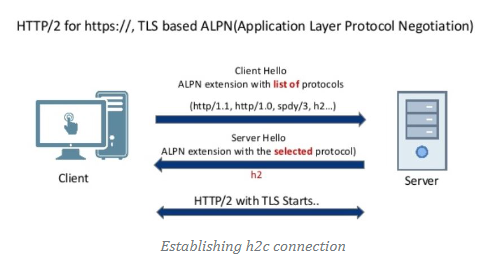 HTTP/2 for https://, TLS based ALPN(Application Layer Protocol Negotiation)
Client Hello
ALPN extension with list of protocols
(http/1.1, http/1.0, spdy/3, h2...)
Server Hello
ALPN extension with the selected protocol)
h2
Client
Server
HTTP/2 with TLS Starts..
Establishing h2c connection